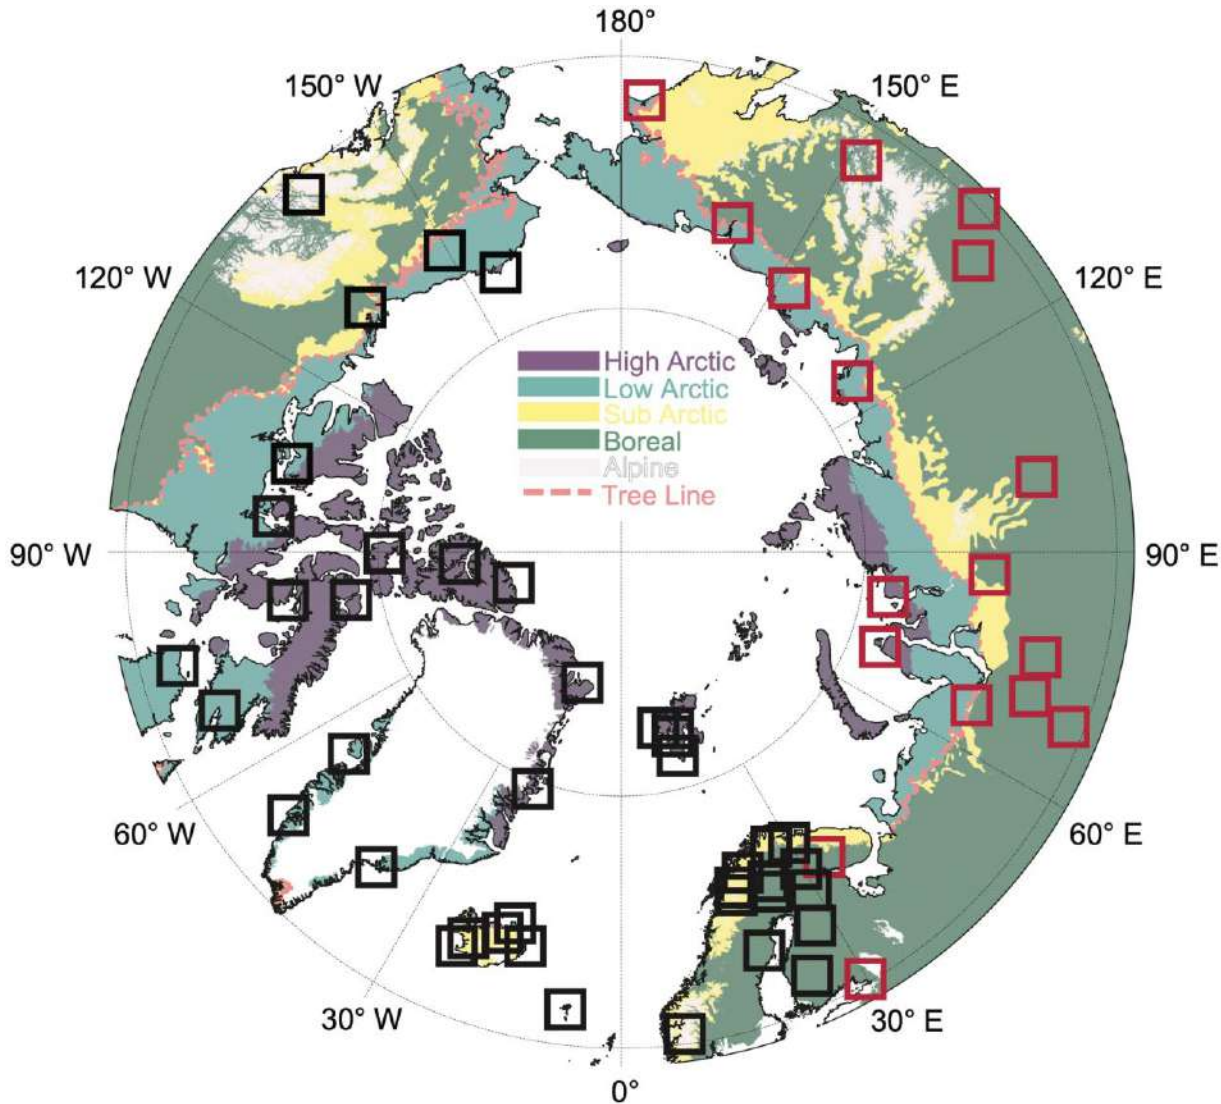 180°
150° W
150° E
120° W
120° E
High Arctic
Low Arctic
Sub Arctic
Boreal
Alpine
Tree Line
90° W
90° E
60° W
60° E
30° W
30° E
0°